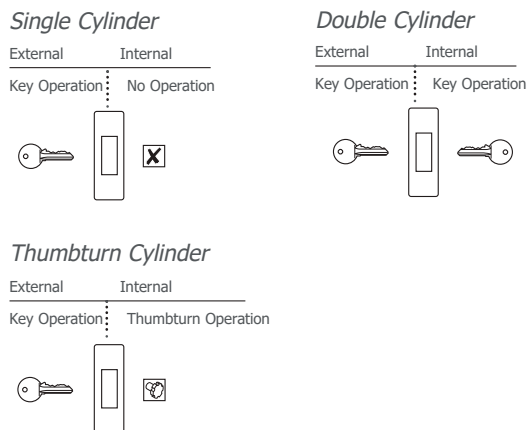 Single Cylinder
External Internal
Key Operation No Operation
Double Cylinder
External Internal
Key Operation Key Operation
Thumbturn Cylinder
External Internal
Key Operation Thumbturn Operation